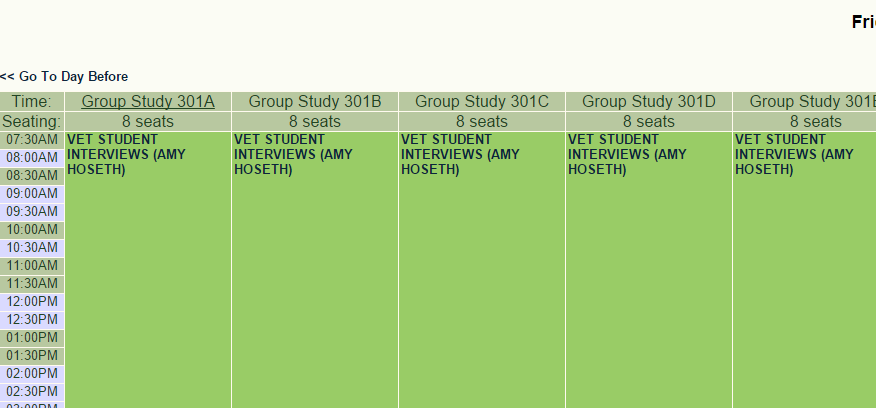 Fri
<< Go To Day Before
Time: Group Study 301A Group Study 301B Group Study 301C Group Study 301D Group Study 301E
Seating: 8 seats 8 seats 8 seats 8 seats 8 seats
07:30AM VET STUDENT VET STUDENT VET STUDENT VET STUDENT VET STUDENT
08:00AM INTERVIEWS (AMY INTERVIEWS (AMY INTERVIEWS (AMY INTERVIEWS (AMY INTERVIEWS (AMY
08:30AM HOSETH) HOSETH) HOSETH) HOSETH) HOSETH)
09:00AM
09:30AM
10:00AM
10:30AM
11:00AM
11:30AM
12:00PM
12:30PM
01:00PM
01:30PM
02:00PM
02:30PM